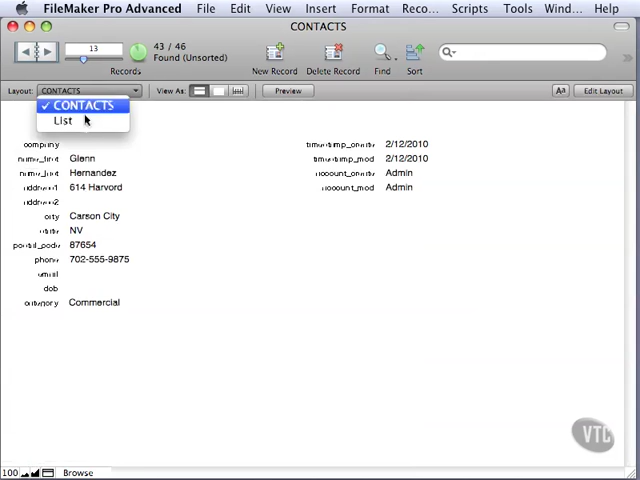 FileMaker Pro Advanced File Edit View Insert Format Reco... Scripts Tools Wind... Help
CONTACTS
13
43 / 46
Found (Unsorted)
Records New Record Delete Record Find Sort
Layout: CONTACTS View As: Preview Aa Edit Layout
✓ CONTACTS
List
company
2/12/2010
Glenn 2/12/2010
Hernandez Admin
614 Harvord Admin
Carson City
NV
87654
phone 702-555-9875
email
dob
category Commercial
VTC
100 Browse